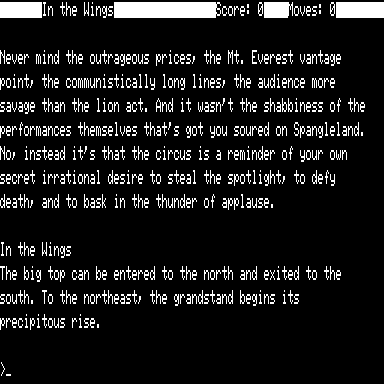 In the Wings Score: 0 Moves: 0
Never mind the outrageous prices, the Mt. Everest vantage
point, the communistically long lines, the audience more
savage than the lion act. And it wasn't the shabbiness of the
performances themselves that's got you soured on Spangleland.
No, instead it's that the circus is a reminder of your own
secret irrational desire to steal the spotlight, to defy
death, and to bask in the thunder of applause.
In the Wings
The big top can be entered to the north and exited to the
south. To the northeast, the grandstand begins its
precipitous rise.
>_